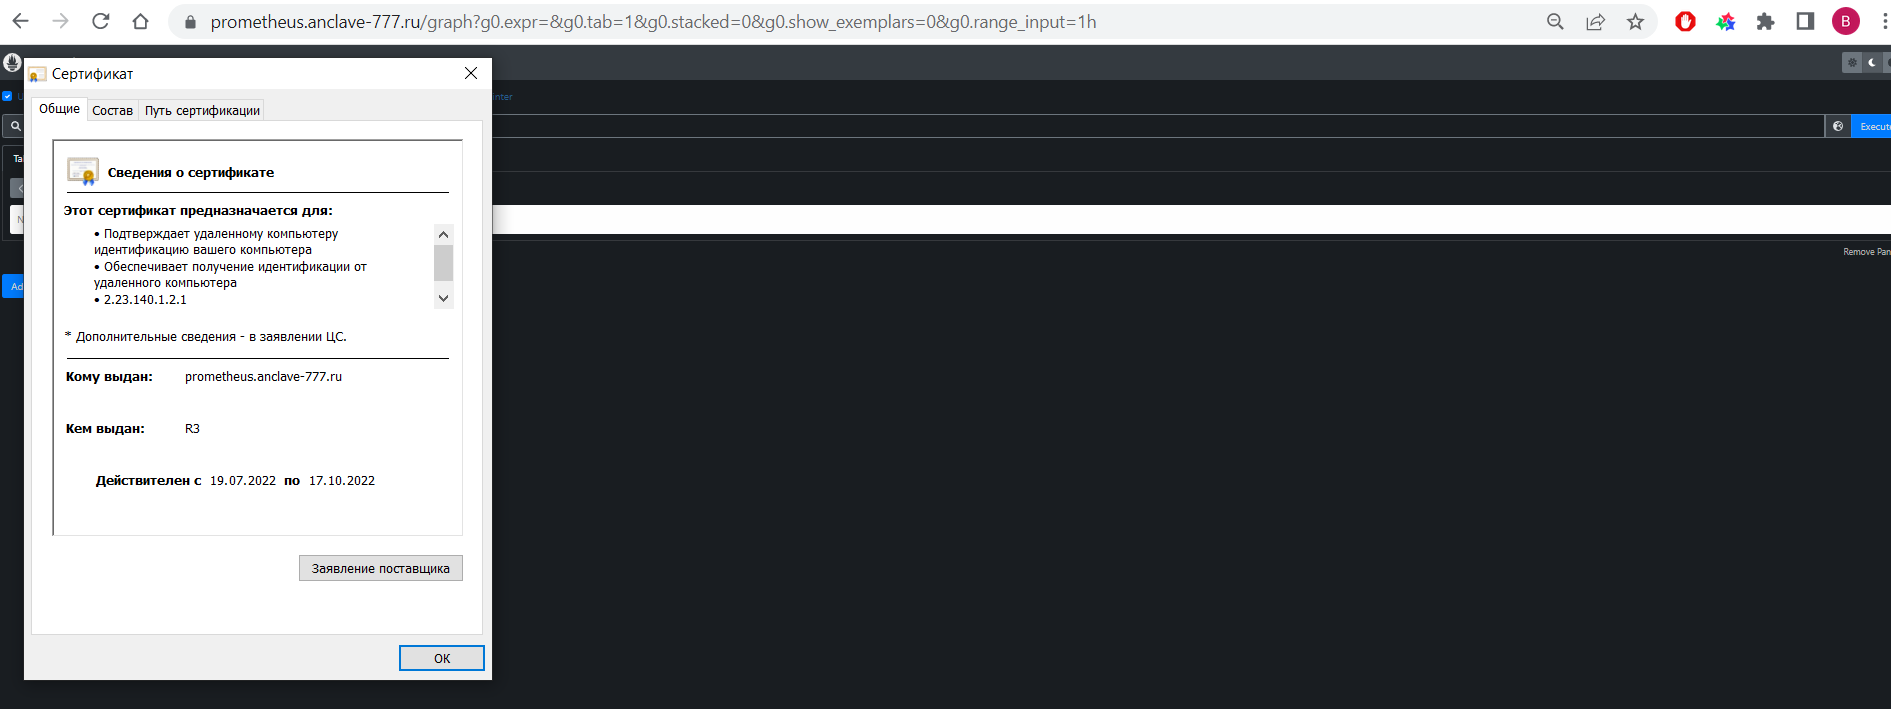 prometheus.anclave-777.ru/graph?g0.expr=&g0.tab=1&g0.stacked=0&g0.show_exemplars=0&g0.range_input=1h
B
Сертификат
Общие
Состав
Путь сертификации
Execute
Сведения о сертификате
Этот сертификат предназначается для:
• Подтверждает удаленному компьютеру
идентификацию вашего компьютера
• Обеспечивает получение идентификации от
удаленного компьютера
• 2.23.140.1.2.1
Remove Pan
* Дополнительные сведения - в заявлении ЦС.
Кому выдан: prometheus.anclave-777.ru
Кем выдан: R3
Действителен с 19.07.2022 по 17.10.2022
Заявление поставщика
OK